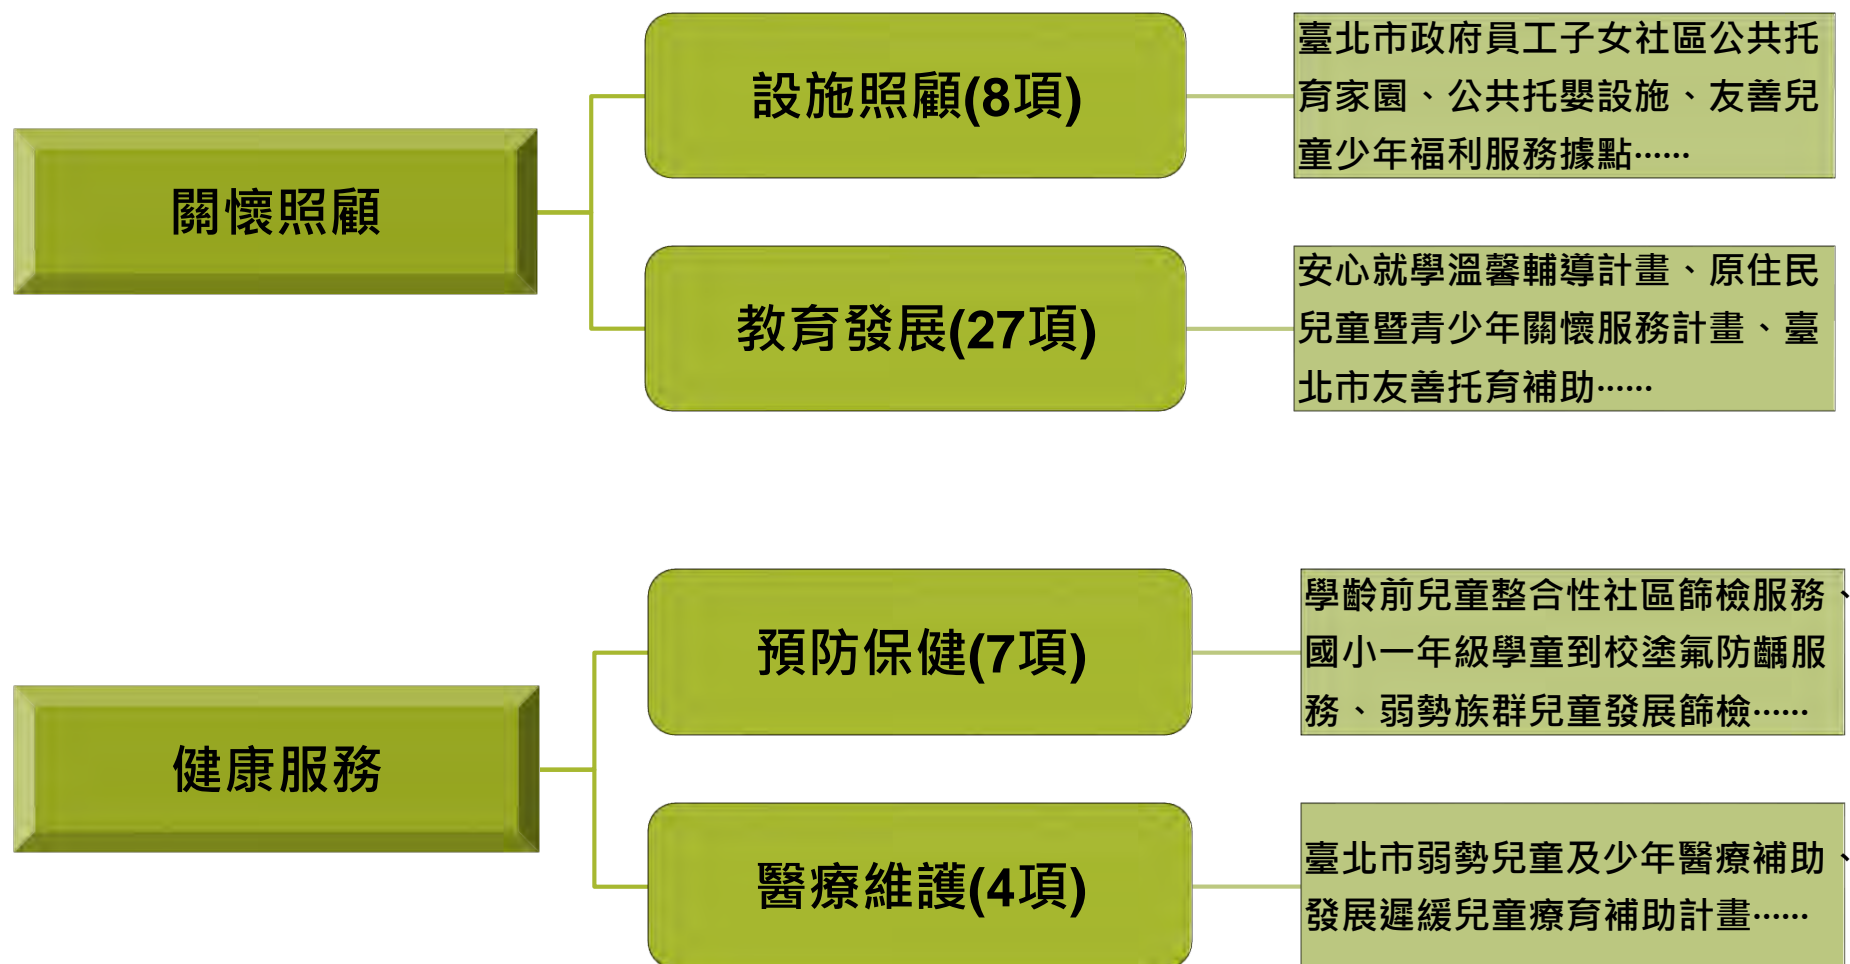 關懷照顧
設施照顧(8項)
臺北市政府員工子女社區公共托
育家園、公共托嬰設施、友善兒
童少年福利服務據點……
教育發展(27項)
安心就學溫馨輔導計畫、原住民
兒童暨青少年關懷服務計畫、臺
北市友善托育補助……
健康服務
預防保健(7項)
學齡前兒童整合性社區篩檢服務、
國小一年級學童到校塗氟防齲服
務、弱勢族群兒童發展篩檢……
醫療維護(4項)
臺北市弱勢兒童及少年醫療補助、
發展遲緩兒童療育補助計畫……